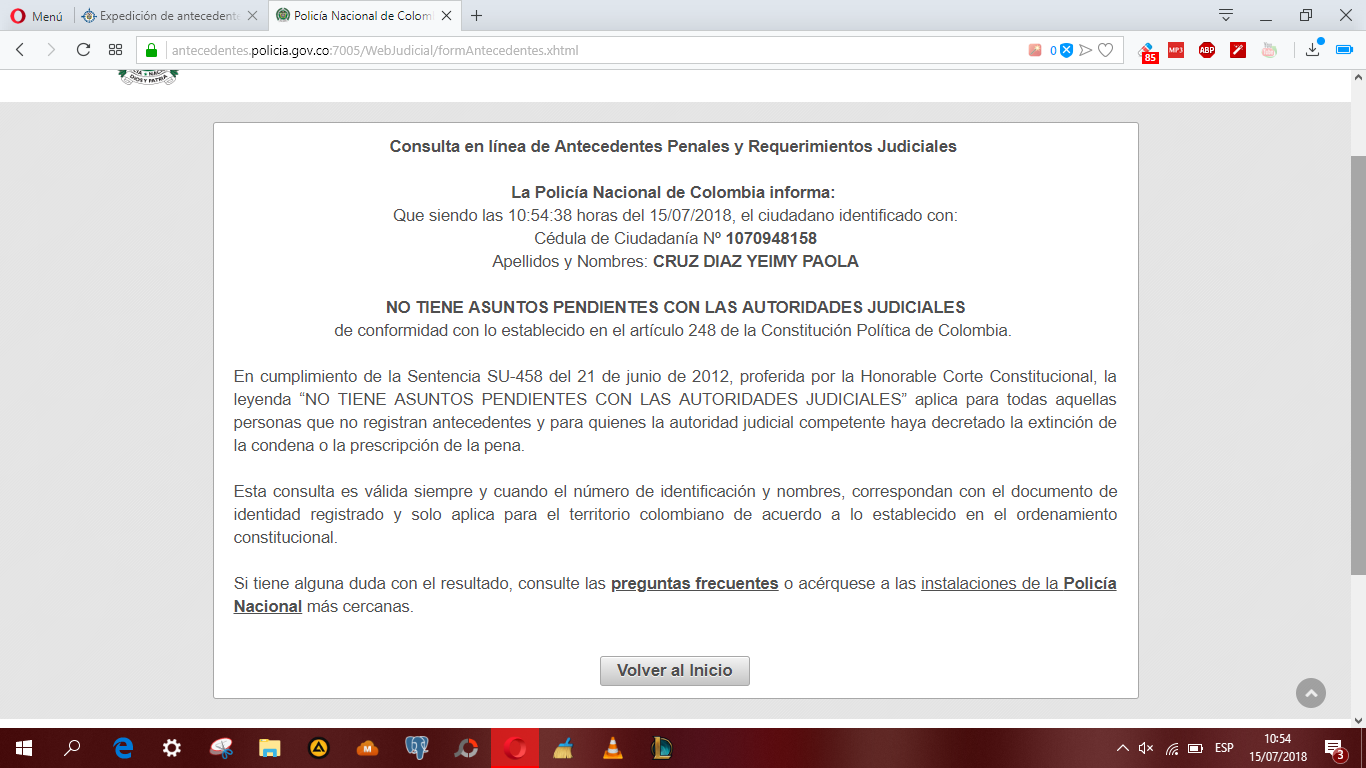 Menú
Expedición de antecedent
Policía Nacional de Colom
antecedentes.policia.gov.co:7005/WebJudicial/formAntecedentes.xhtml
0
85
MP3
ABP
DIOS Y PATRIA
Consulta en línea de Antecedentes Penales y Requerimientos Judiciales
La Policía Nacional de Colombia informa:
Que siendo las 10:54:38 horas del 15/07/2018, el ciudadano identificado con:
Cédula de Ciudadanía Nº 1070948158
Apellidos y Nombres: CRUZ DIAZ YEIMY PAOLA
NO TIENE ASUNTOS PENDIENTES CON LAS AUTORIDADES JUDICIALES
de conformidad con lo establecido en el artículo 248 de la Constitución Política de Colombia.
En cumplimiento de la Sentencia SU-458 del 21 de junio de 2012, proferida por la Honorable Corte Constitucional, la
leyenda “NO TIENE ASUNTOS PENDIENTES CON LAS AUTORIDADES JUDICIALES” aplica para todas aquellas
personas que no registran antecedentes y para quienes la autoridad judicial competente haya decretado la extinción de
la condena o la prescripción de la pena.
Esta consulta es válida siempre y cuando el número de identificación y nombres, correspondan con el documento de
identidad registrado y solo aplica para el territorio colombiano de acuerdo a lo establecido en el ordenamiento
constitucional.
Si tiene alguna duda con el resultado, consulte las preguntas frecuentes o acérquese a las instalaciones de la Policía
Nacional más cercanas.
Volver al Inicio
ESP
10:54
15/07/2018
3